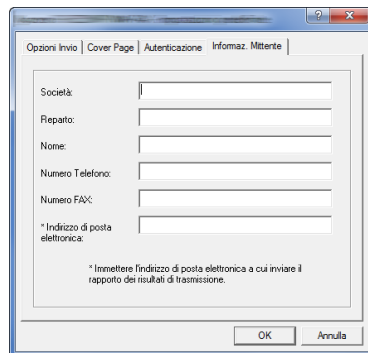 Opzioni Invio Cover Page Autenticazione Informaz. Mittente
Società:
Reparto:
Nome:
Numero Telefono:
Numero FAX:
* Indirizzo di posta
elettronica:
* Immettere l'indirizzo di posta elettronica a cui inviare il
rapporto dei risultati di trasmissione.
OK Annulla